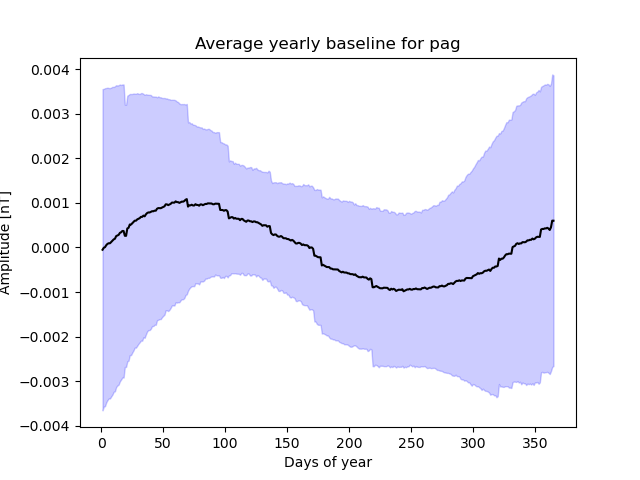 Average yearly baseline for pag
Amplitude [nT]
0.004
0.003
0.002
0.001
0.000
−0.001
−0.002
−0.003
−0.004
0 50 100 150 200 250 300 350
Days of year